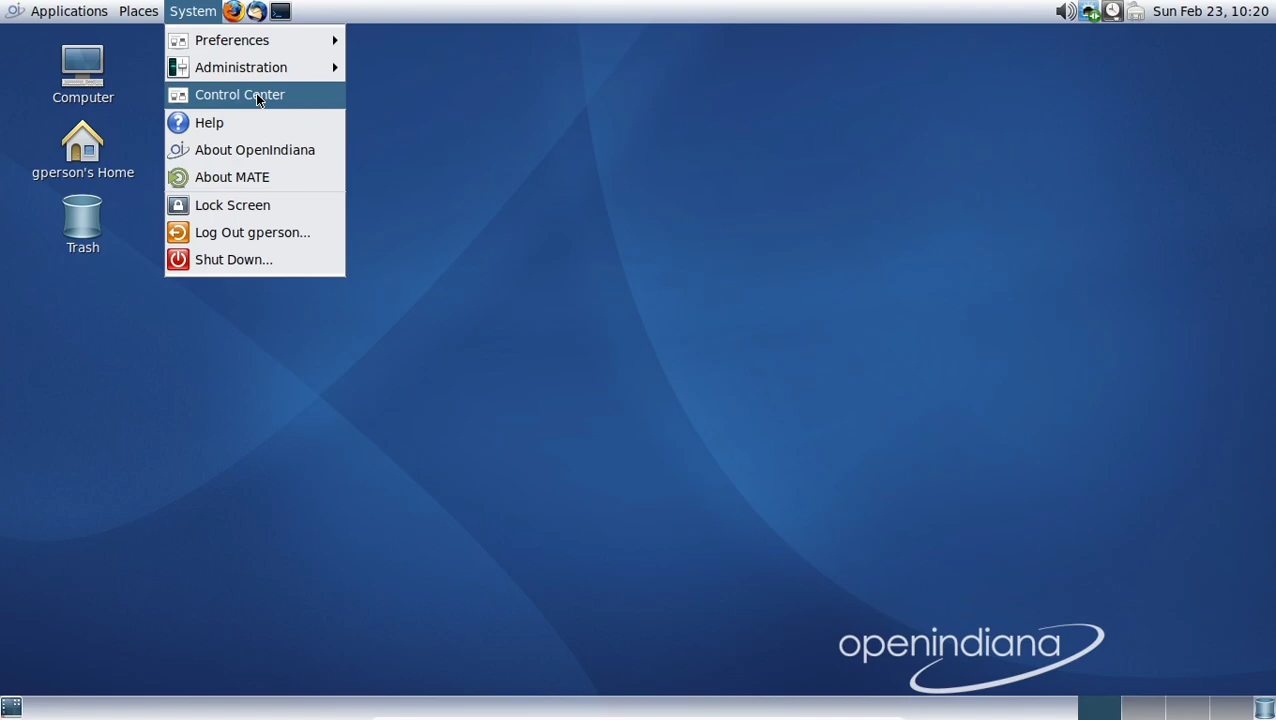 Applications Places System Sun Feb 23, 10:20
Preferences
Administration
Control Center
Help
About OpenIndiana
About MATE
Lock Screen
Log Out gperson...
Shut Down...
Computer
gperson's Home
Trash
openindiana